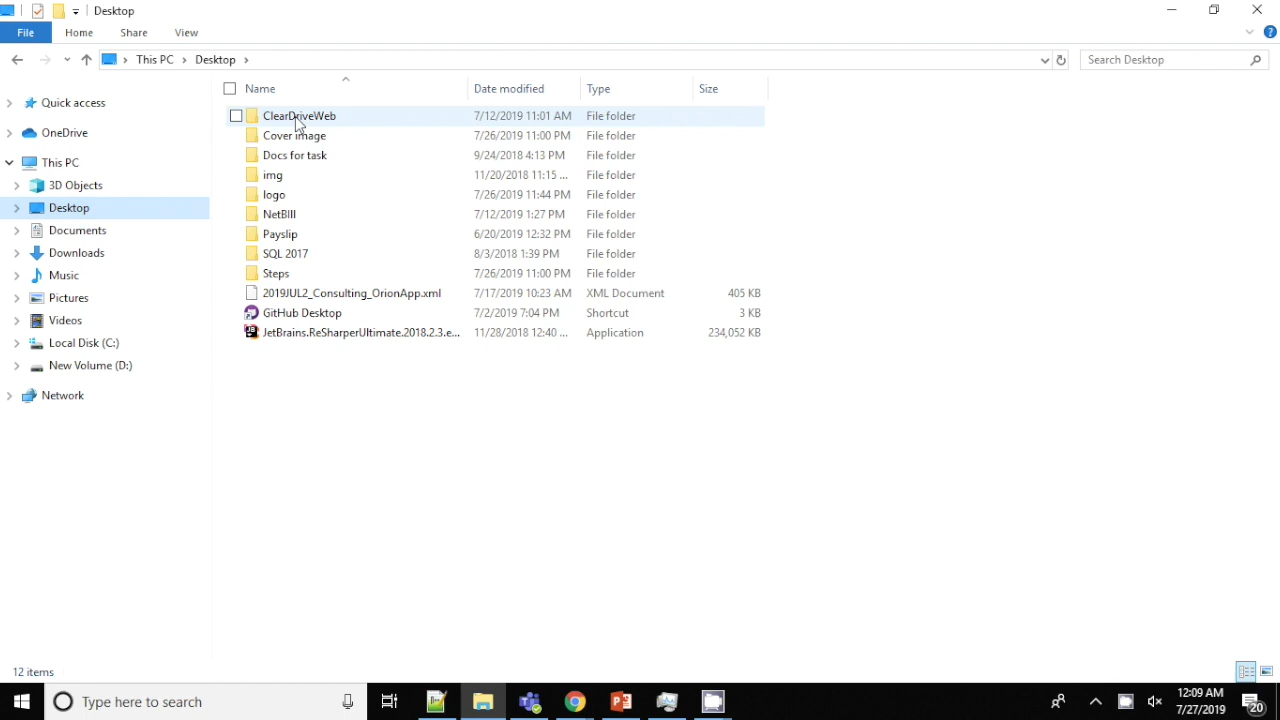 Desktop
File Home Share View
This PC Desktop Search Desktop
Name Date modified Type Size
Quick access
OneDrive
This PC
3D Objects
Desktop
Documents
Downloads
Music
Pictures
Videos
Local Disk (C:)
New Volume (D:)
Network
ClearDriveWeb 7/12/2019 11:01 AM File folder
Cover image 7/26/2019 11:00 PM File folder
Docs for task 9/24/2018 4:13 PM File folder
img 11/20/2018 11:15 ... File folder
logo 7/26/2019 11:44 PM File folder
NetBIll 7/12/2019 1:27 PM File folder
Payslip 6/20/2019 12:32 PM File folder
SQL 2017 8/3/2018 1:39 PM File folder
Steps 7/26/2019 11:00 PM File folder
2019JUL2_Consulting_OrionApp.xml 7/17/2019 10:23 AM XML Document 405 KB
GitHub Desktop 7/2/2019 7:04 PM Shortcut 3 KB
JetBrains.ReSharperUltimate.2018.2.3.e... 11/28/2018 12:40 ... Application 234,052 KB
12 items
Type here to search
12:09 AM
7/27/2019
20